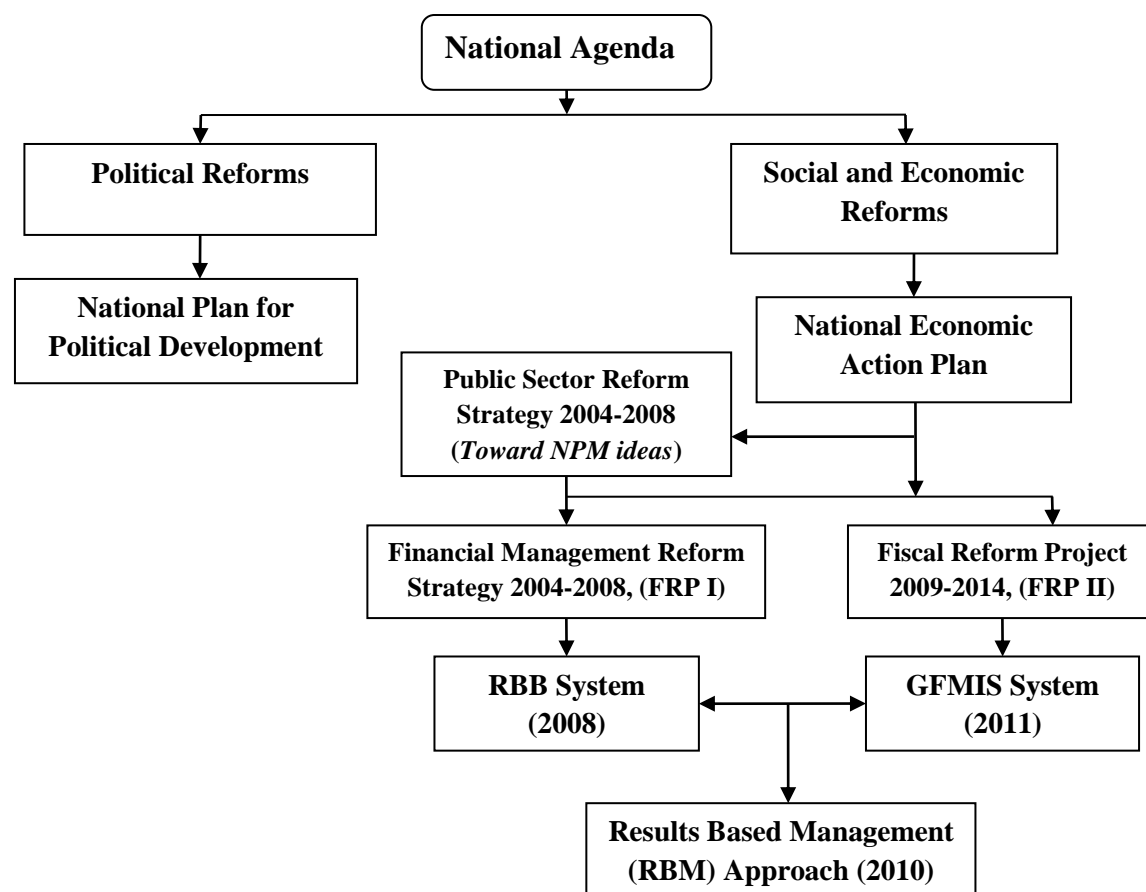 National Agenda
Political Reforms
Social and Economic
Reforms
National Plan for
Political Development
National Economic
Action Plan
Public Sector Reform
Strategy 2004-2008
(Toward NPM ideas)
Financial Management Reform
Strategy 2004-2008, (FRP I)
Fiscal Reform Project
2009-2014, (FRP II)
RBB System
(2008)
GFMIS System
(2011)
Results Based Management
(RBM) Approach (2010)